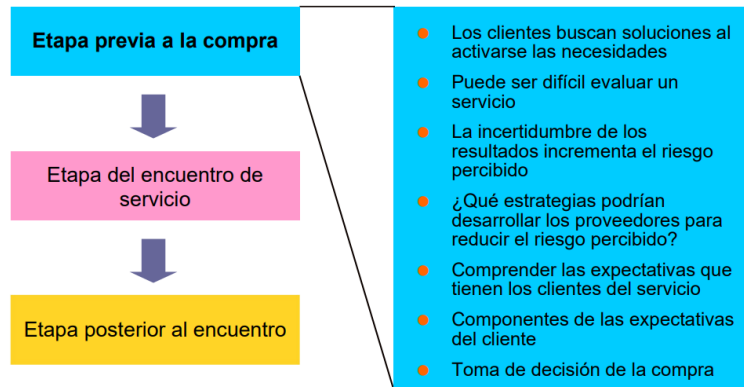 Etapa previa a la compra
Etapa del encuentro de
servicio
Etapa posterior al encuentro
Los clientes buscan soluciones al
activarse las necesidades
Puede ser difícil evaluar un
servicio
La incertidumbre de los
resultados incrementa el riesgo
percibido
¿Qué estrategias podrían
desarrollar los proveedores para
reducir el riesgo percibido?
Comprender las expectativas que
tienen los clientes del servicio
Componentes de las expectativas
del cliente
Toma de decisión de la compra